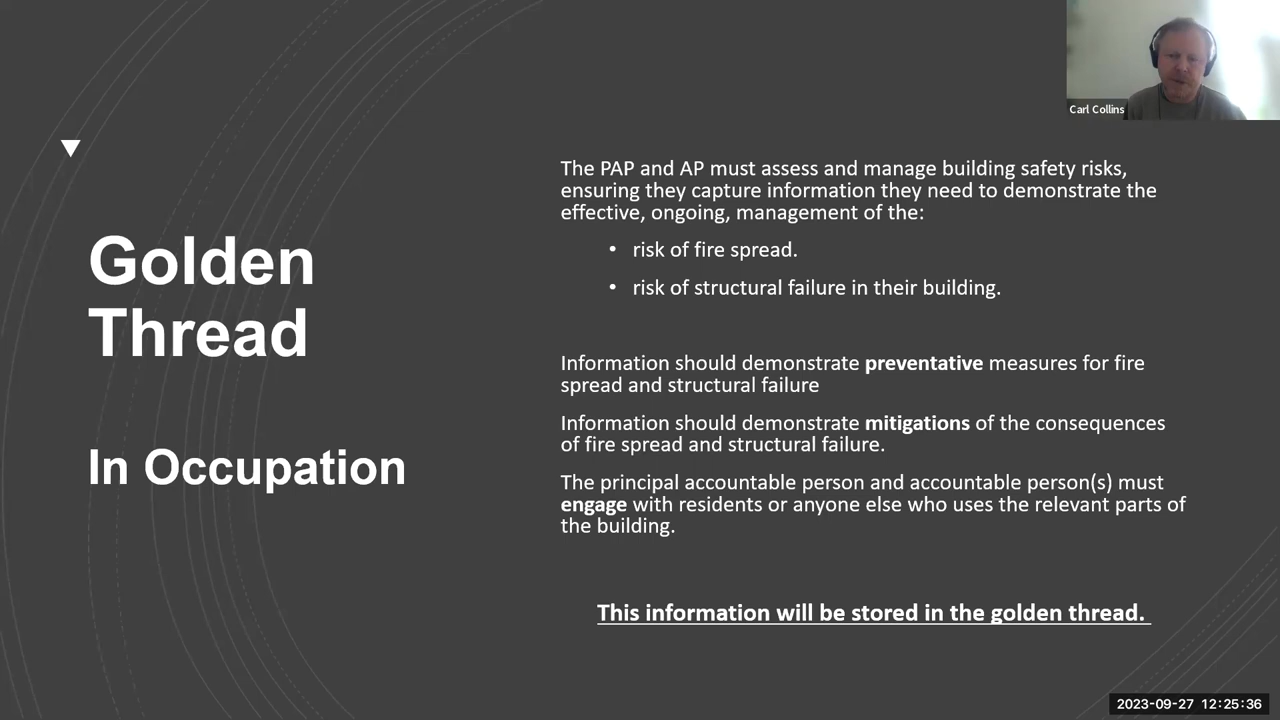 Carl Collins
Golden
Thread
In Occupation
The PAP and AP must assess and manage building safety risks,
ensuring they capture information they need to demonstrate the
effective, ongoing, management of the:
• risk of fire spread.
• risk of structural failure in their building.
Information should demonstrate preventative measures for fire
spread and structural failure
Information should demonstrate mitigations of the consequences
of fire spread and structural failure.
The principal accountable person and accountable person(s) must
engage with residents or anyone else who uses the relevant parts of
the building.
This information will be stored in the golden thread.
2023-09-27 12:25:36